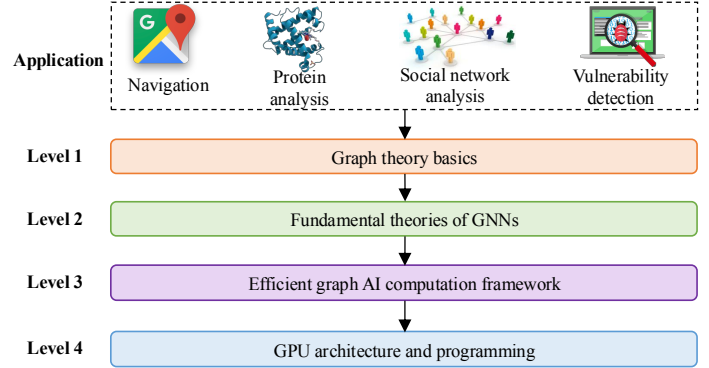 G
Application
Navigation
Protein
analysis
Social network
analysis
Vulnerability
detection
Level 1
Graph theory basics
Level 2
Fundamental theories of GNNs
Level 3
Efficient graph AI computation framework
Level 4
GPU architecture and programming